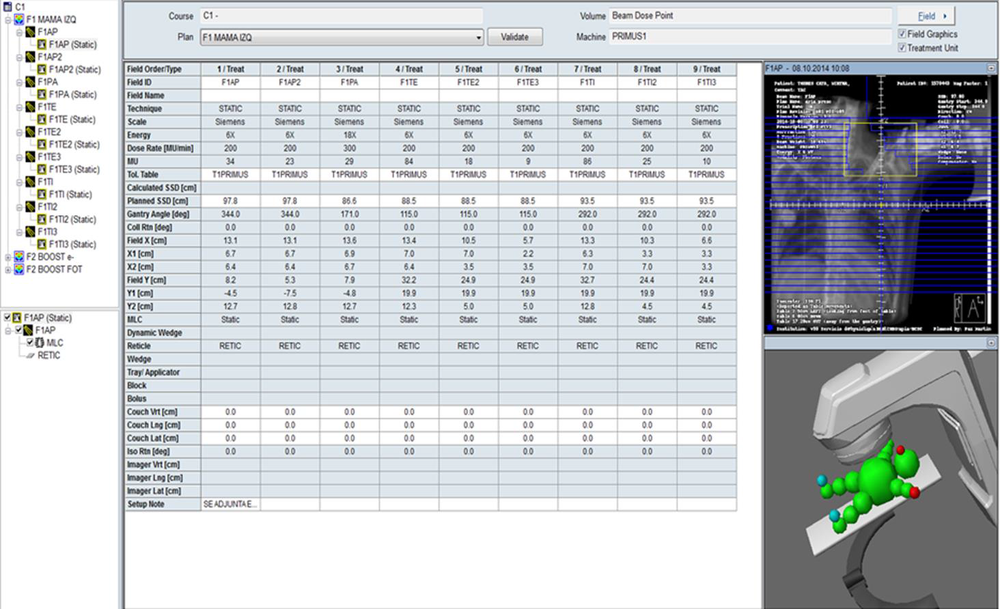 C1
F1 MAMA IZQ
F1AP
F1AP (Static)
F1AP2
F1AP2 (Static)
F1PA
F1PA (Static)
F1TE
F1TE (Static)
F1TE2
F1TE2 (Static)
F1TE3
F1TE3 (Static)
F1TI
F1TI (Static)
F1TI2
F1TI2 (Static)
F1TI3
F1TI3 (Static)
F2 BOOST e-
F2 BOOST FOT
F1AP (Static)
F1AP
MLC
RETIC
Course C1 - Volume Beam Dose Point Field
Plan F1 MAMA IZQ Validate Machine PRIMUS1
Field Graphics
Treatment Unit
Field Order/Type 1 / Treat 2 / Treat 3 / Treat 4 / Treat 5 / Treat 6 / Treat 7 / Treat 8 / Treat 9 / Treat
Field ID F1AP F1AP2 F1PA F1TE F1TE2 F1TE3 F1TI F1TI2 F1TI3
Field Name
Technique STATIC STATIC STATIC STATIC STATIC STATIC STATIC STATIC STATIC
Scale Siemens Siemens Siemens Siemens Siemens Siemens Siemens Siemens Siemens
Energy 6X 6X 18X 6X 6X 6X 6X 6X 6X
Dose Rate [MU/min] 200 200 300 200 200 200 200 200 200
MU 34 23 29 84 18 9 86 25 10
Tol. Table T1PRIMUS T1PRIMUS T1PRIMUS T1PRIMUS T1PRIMUS T1PRIMUS T1PRIMUS T1PRIMUS T1PRIMUS
Calculated SSD [cm]
Planned SSD [cm] 97.8 97.8 86.6 88.5 88.5 88.5 93.5 93.5 93.5
Gantry Angle [deg] 344.0 344.0 171.0 115.0 115.0 115.0 292.0 292.0 292.0
Coll Rtn [deg] 0.0 0.0 0.0 0.0 0.0 0.0 0.0 0.0 0.0
Field X [cm] 13.1 13.1 13.6 13.4 10.5 5.7 13.3 10.3 6.6
X1 [cm] 6.7 6.7 6.9 7.0 7.0 2.2 6.3 3.3 3.3
X2 [cm] 6.4 6.4 6.7 6.4 3.5 3.5 7.0 7.0 3.3
Field Y [cm] 8.2 5.3 7.9 32.2 24.9 24.9 32.7 24.4 24.4
Y1 [cm] -4.5 -7.5 -4.8 19.9 19.9 19.9 19.9 19.9 19.9
Y2 [cm] 12.7 12.8 12.7 12.3 5.0 5.0 12.8 4.5 4.5
MLC Static Static Static Static Static Static Static Static Static
Dynamic Wedge
Reticle RETIC RETIC RETIC RETIC RETIC RETIC RETIC RETIC RETIC
Wedge
Tray/ Applicator
Block
Bolus
Couch Vrt [cm] 0.0 0.0 0.0 0.0 0.0 0.0 0.0 0.0 0.0
Couch Lng [cm] 0.0 0.0 0.0 0.0 0.0 0.0 0.0 0.0 0.0
Couch Lat [cm] 0.0 0.0 0.0 0.0 0.0 0.0 0.0 0.0 0.0
Iso Rtn [deg] 0.0 0.0 0.0 0.0 0.0 0.0 0.0 0.0 0.0
Imager Vrt [cm]
Imager Lng [cm]
Imager Lat [cm]
Setup Note SE ADJUNTA E...
F1AP - 08.10.2014 10:08
Patient:
Patient ID#:
Beam Name: F1AP
Planned By: Paz Martin